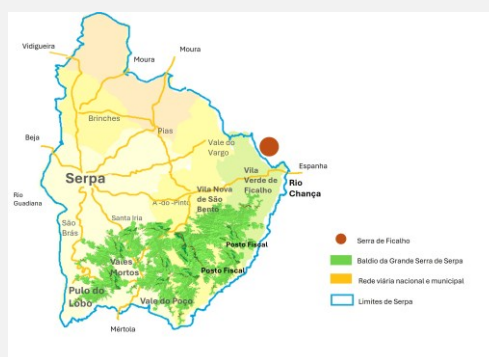 Vidigueira
Moura
Moura
Brinches
Pias
Beja
Vale do
Vargo
Espanha
Serpa
Vila
Verde de
Ficalho
Rio
Chança
Vila Nova
de São
Bento
Rio
Guadiana
A -do -Pinto
Santa Iria
São
Brás
Posto Fiscal
Vales
Mortos
Posto Fiscal
Pulo do
Lobo
Vale do Poço
Mértola
Serra de Ficalho
Baldio da Grande Serra de Serpa
Rede viária nacional e municipal
Limites de Serpa